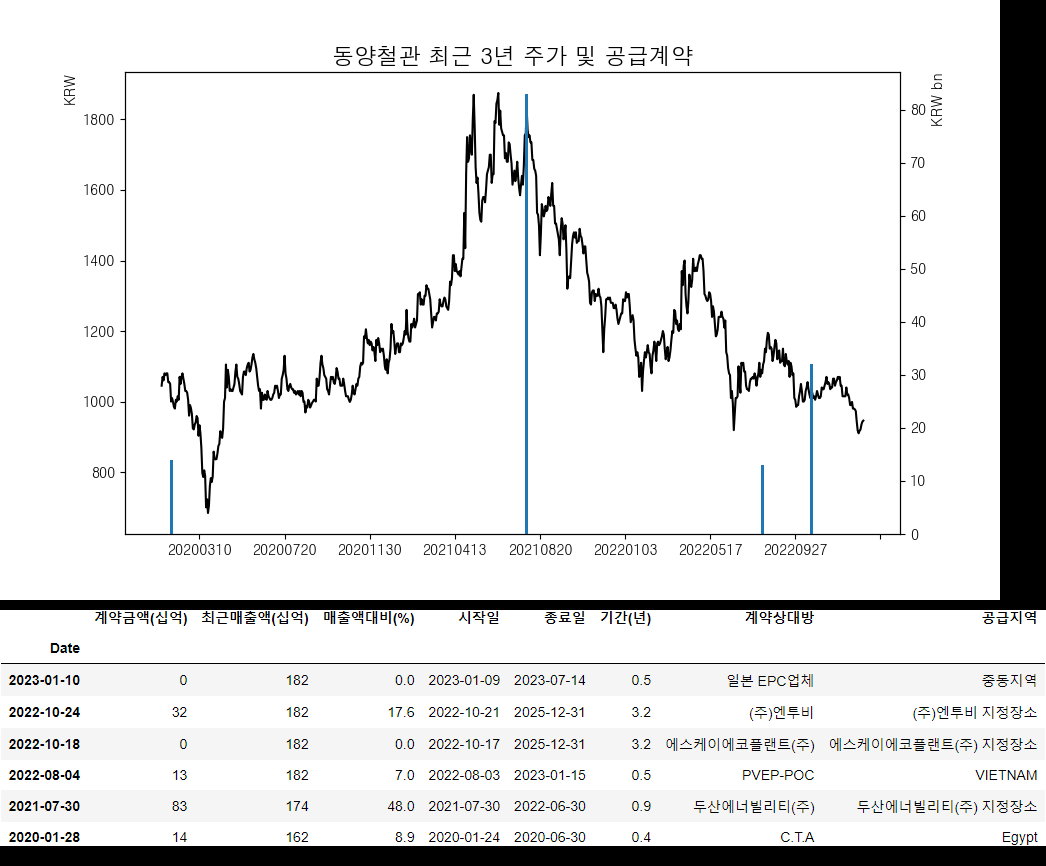 동양철관 최근 3년 주가 및 공급계약
KRW
KRW bn
1800
1600
1400
1200
1000
800
80
70
60
50
40
30
20
10
0
20200310 20200720 20201130 20210413 20210820 20220103 20220517 20220927
계약금액(십억) 최근매출액(십억) 매출액대비(%) 시작일 종료일 기간(년) 계약상대방 공급지역
Date
2023-01-10 0 182 0.0 2023-01-09 2023-07-14 0.5 일본 EPC업체 중동지역
2022-10-24 32 182 17.6 2022-10-21 2025-12-31 3.2 (주)엔투비 (주)엔투비 지정장소
2022-10-18 0 182 0.0 2022-10-17 2025-12-31 3.2 에스케이에코플랜트(주) 에스케이에코플랜트(주) 지정장소
2022-08-04 13 182 7.0 2022-08-03 2023-01-15 0.5 PVEP-POC VIETNAM
2021-07-30 83 174 48.0 2021-07-30 2022-06-30 0.9 두산에너빌리티(주) 두산에너빌리티(주) 지정장소
2020-01-28 14 162 8.9 2020-01-24 2020-06-30 0.4 C.T.A Egypt